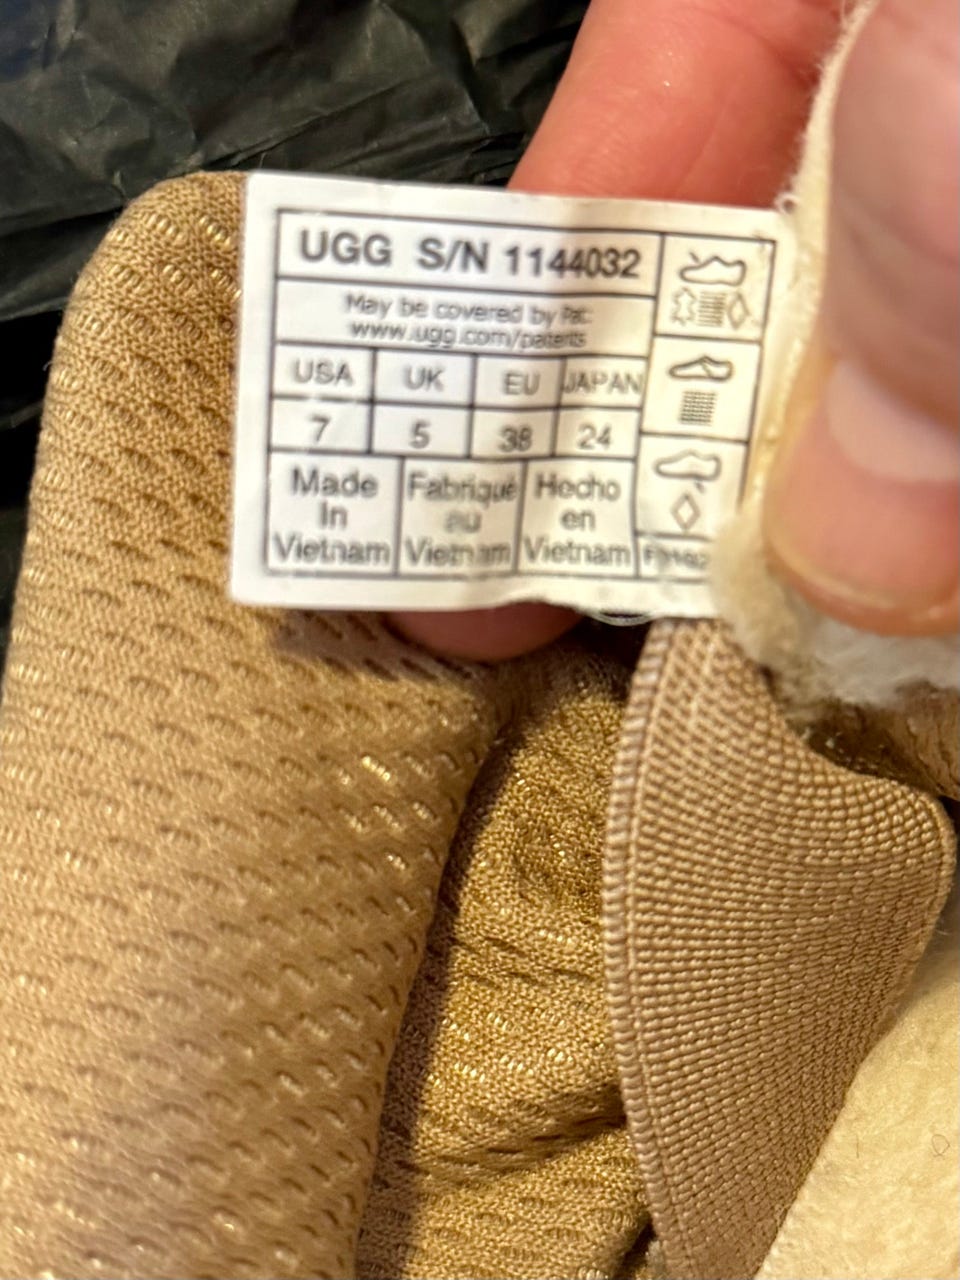 UGG S/N 1144032
May be covered by Pat:
www.ugg.com/patents
USA UK EU JAPAN
7 5 38 24
Made Fabriqué Hecho
In au en
Vietnam Vietnam Vietnam